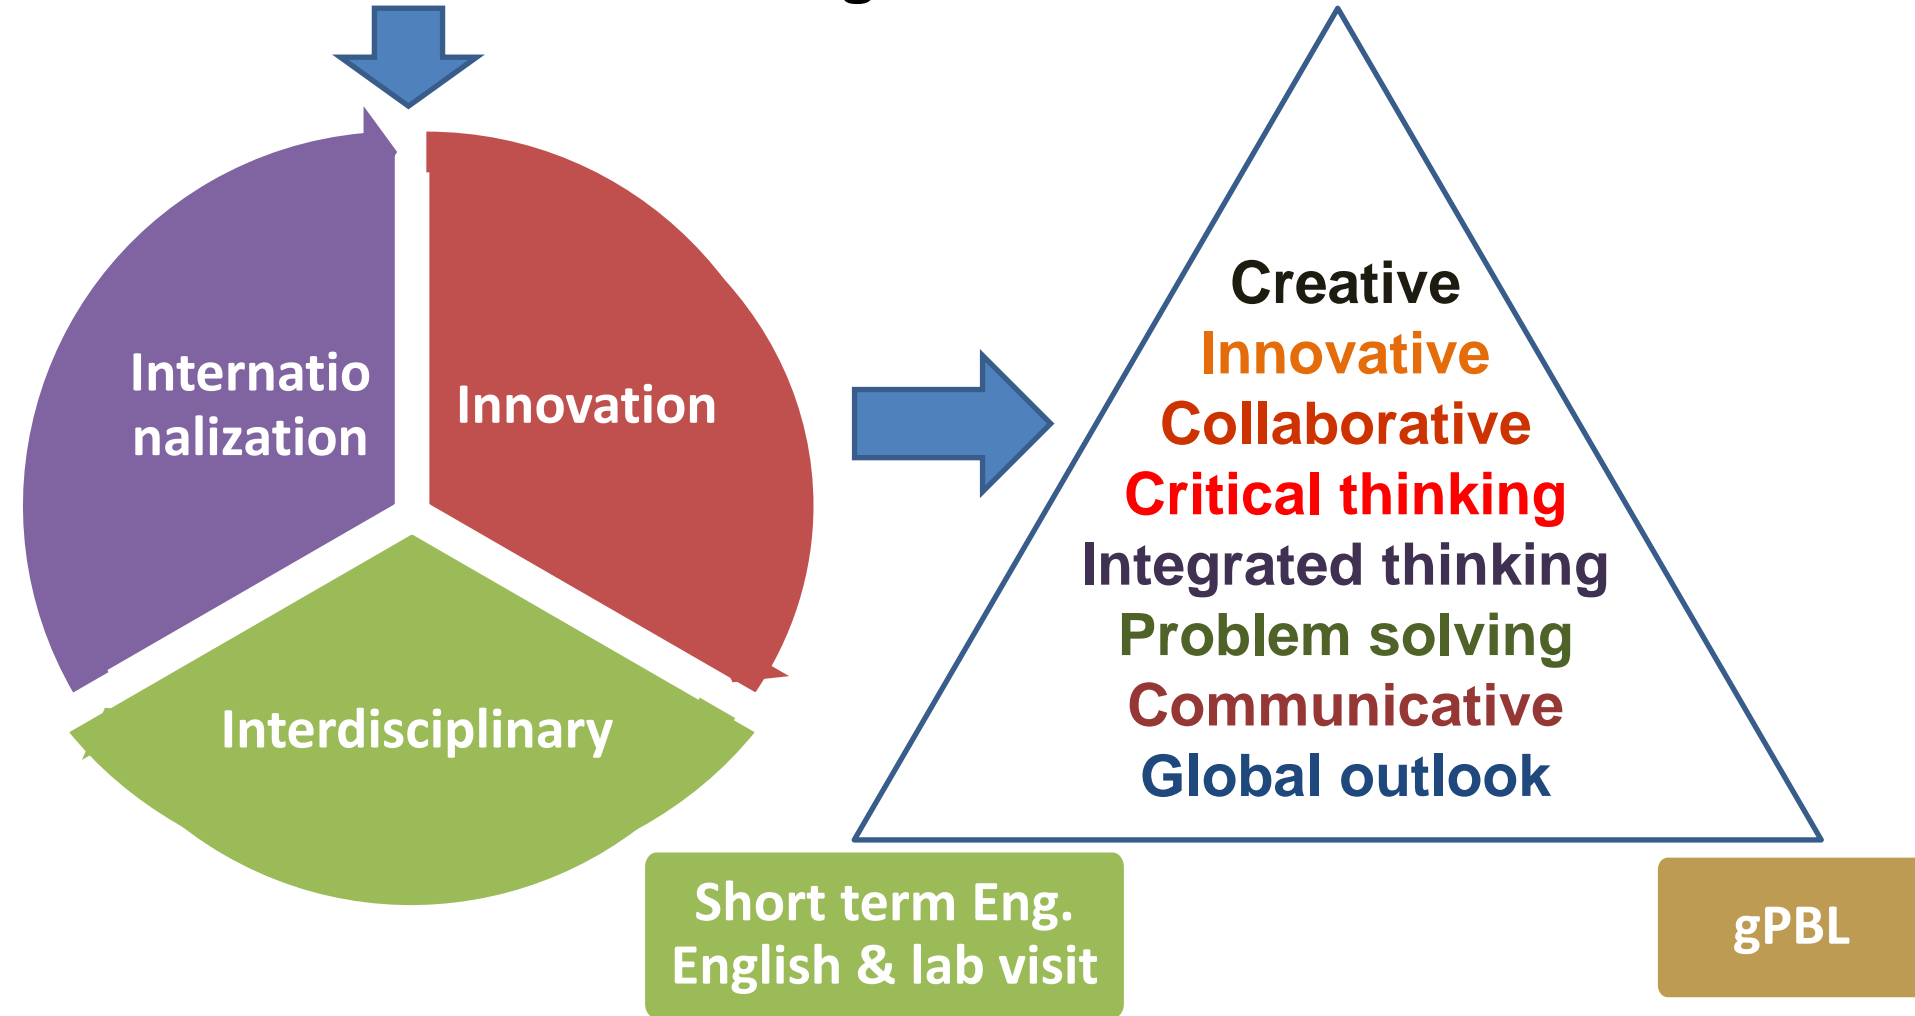 Internatio
nalization
Innovation
Interdisciplinary
Creative
Innovative
Collaborative
Critical thinking
Integrated thinking
Problem solving
Communicative
Global outlook
Short term Eng.
English & lab visit
gPBL